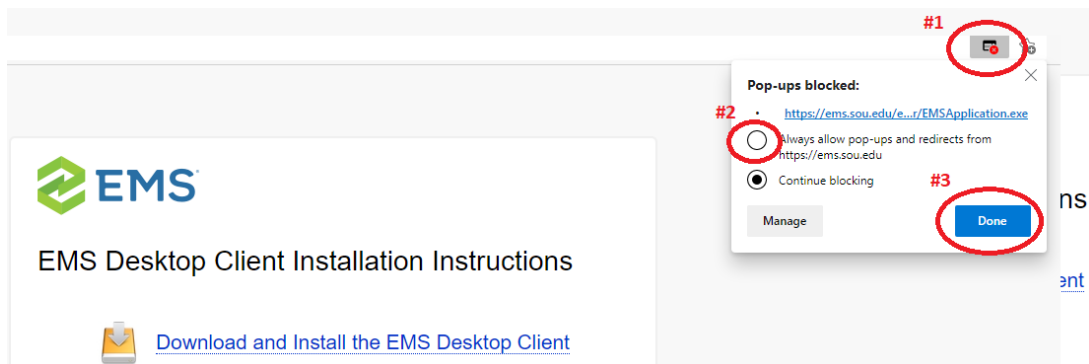 #1
Pop-ups blocked:
#2
https://ems.sou.edu/e...r/EMSApplication.exe
Always allow pop-ups and redirects from
https://ems.sou.edu
Continue blocking
#3
Manage
Done
EMS
EMS Desktop Client Installation Instructions
Download and Install the EMS Desktop Client
ns
ent